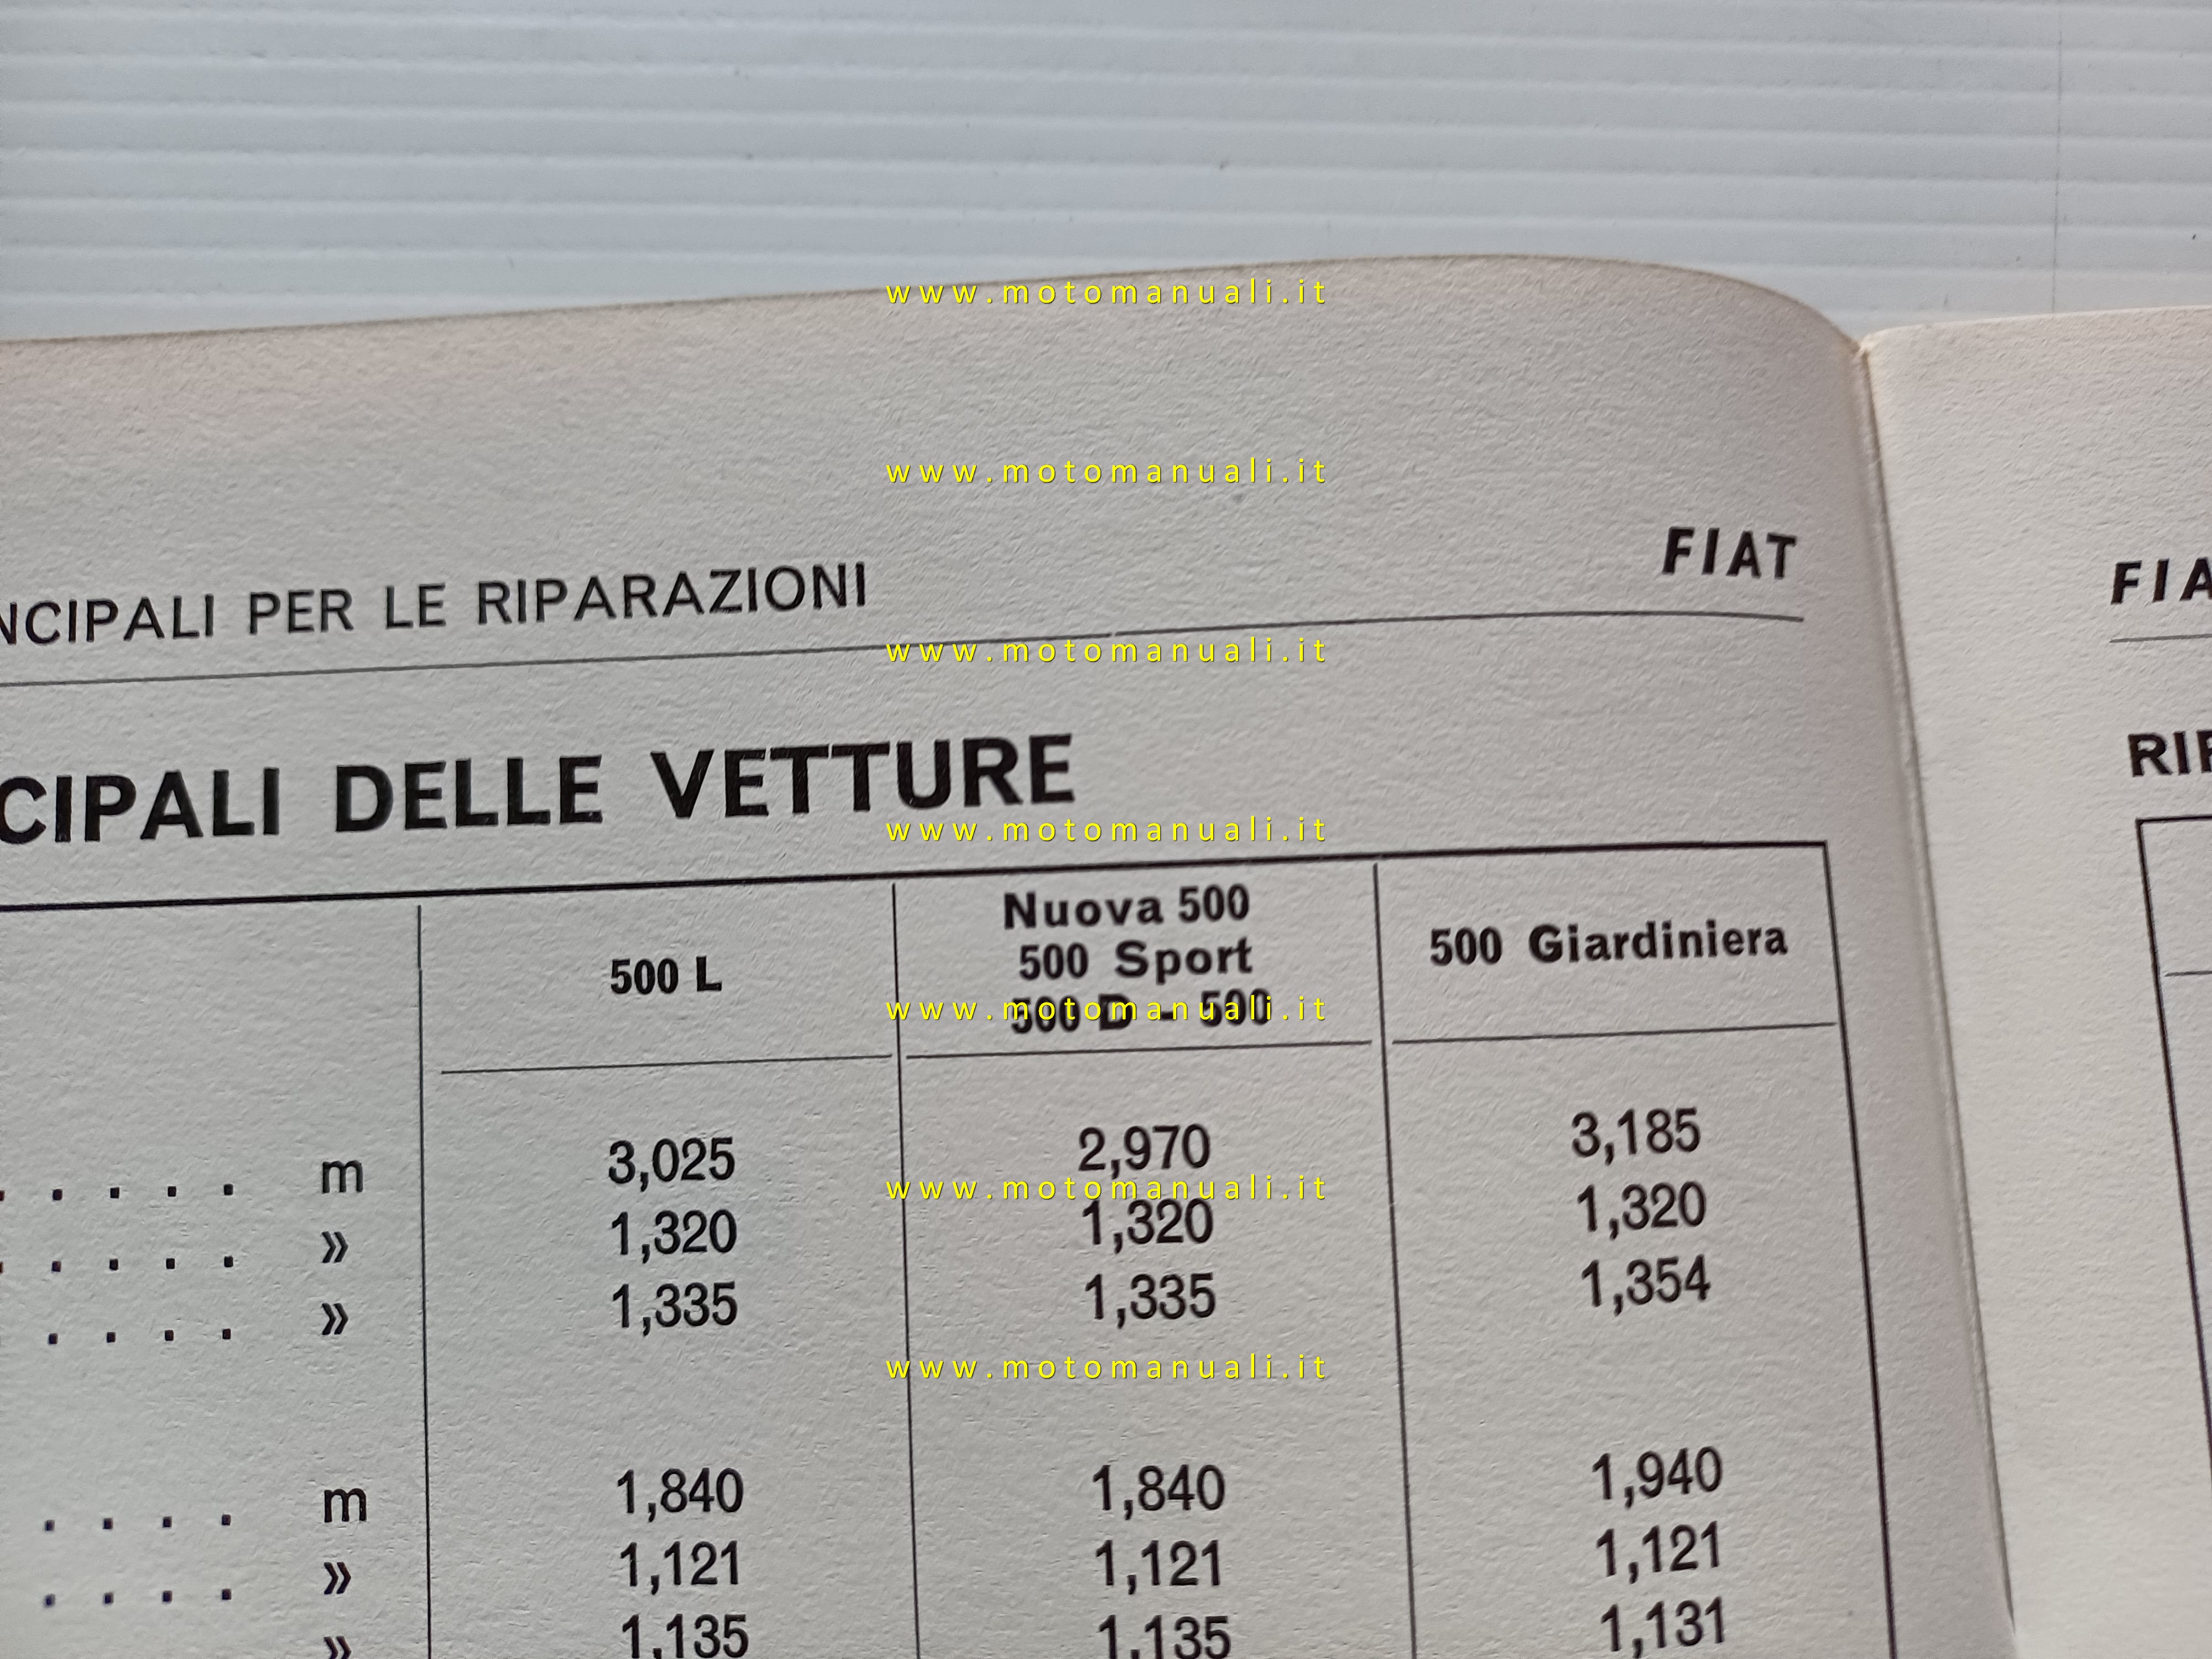 www.motomanuali.it
www.motomanuali.it
NCIPALI PER LE RIPARAZIONI FIAT
www.motomanuali.it
CIPALI DELLE VETTURE
www.motomanuali.it
500 L
Nuova 500
500 Sport
500 D - 500
500 Giardiniera
www.motomanuali.it
. . . . . m 3,025 2,970 3,185
www.motomanuali.it
. . . . . » 1,320 1,320 1,320
. . . . » 1,335 1,335 1,354
www.motomanuali.it
. . . . m 1,840 1,840 1,940
. . . . » 1,121 1,121 1,121
» 1,135 1,135 1,131
FIA
RIP